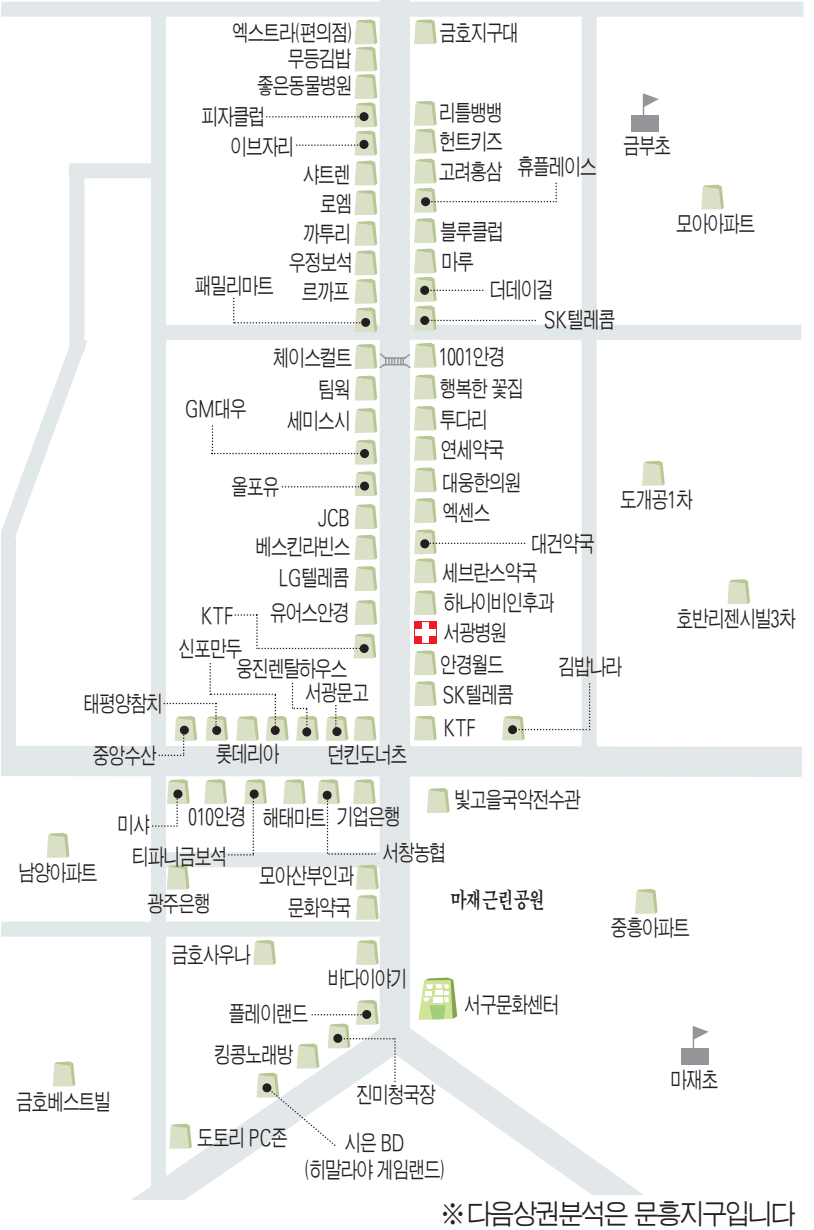 엑스트라(편의점)
금호지구대
무등김밥
좋은동물병원
피자클럽
리틀뱅뱅
이브자리
헌트키즈
금부초
샤트렌
고려홍삼
휴플레이스
로엠
모아아파트
까투리
블루클럽
우정보석
마루
패밀리마트
르까프
더데이걸
SK텔레콤
체이스컬트
1001안경
팀웍
행복한 꽃집
GM대우
세미스시
투다리
연세약국
올포유
대웅한의원
도개공1차
JCB
엑센스
베스킨라빈스
대건약국
LG텔레콤
세브란스약국
KTF
유어스안경
하나이비인후과
호반리젠시빌3차
신포만두
서광병원
웅진렌탈하우스
안경월드
김밥나라
서광문고
SK텔레콤
태평양참치
KTF
중앙수산
롯데리아
던킨도너츠
미샤
010안경
해태마트
기업은행
빛고을국악전수관
티파니금보석
서창농협
남양아파트
모아산부인과
광주은행
문화약국
마재근린공원
중흥아파트
금호사우나
바다이야기
플레이랜드
서구문화센터
킹콩노래방
마재초
금호베스트빌
진미청국장
도토리 PC존
시은 BD
(히말라야 게임랜드)
※다음상권분석은 문흥지구입니다